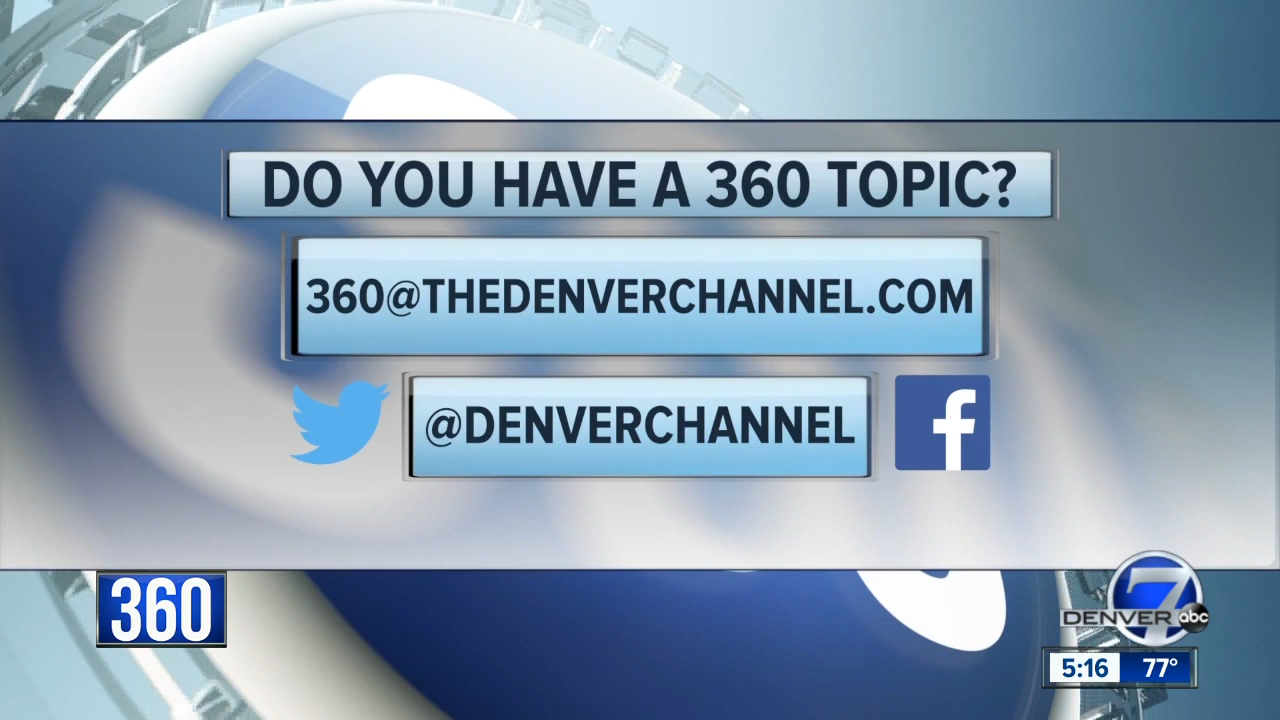 DO YOU HAVE A 360 TOPIC?
360@THEDENVERCHANNEL.COM
@DENVERCHANNEL
f
360
DENVER 7 abc
5:16 77°